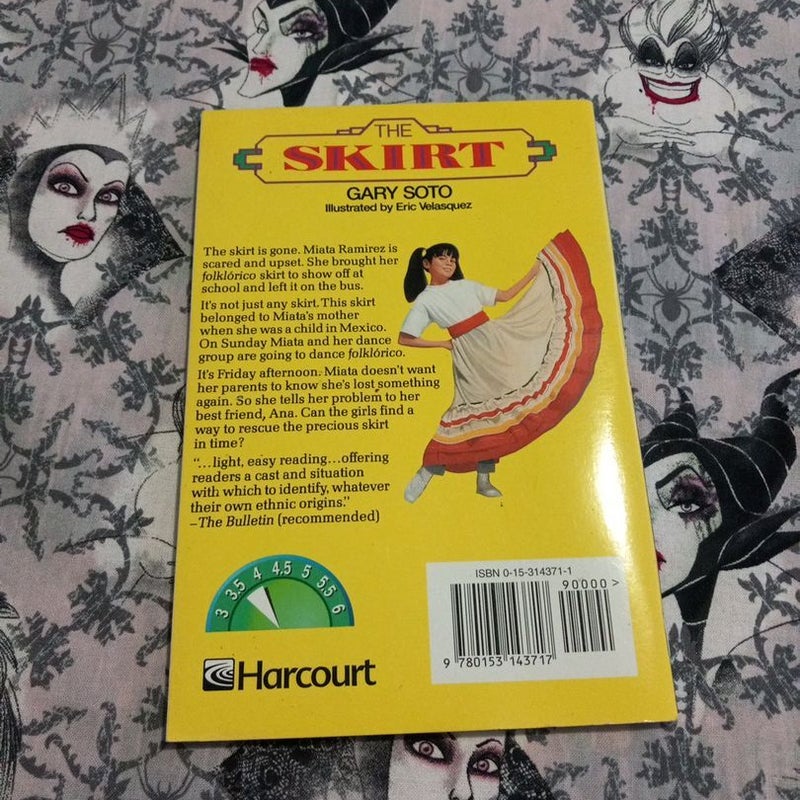 THE
SKIRT
GARY SOTO
Illustrated by Eric Velasquez
The skirt is gone. Miata Ramirez is
scared and upset. She brought her
folklórico skirt to show off at
school and left it on the bus.
It's not just any skirt. This skirt
belonged to Miata's mother
when she was a child in Mexico.
On Sunday Miata and her dance
group are going to dance folklórico.
It's Friday afternoon. Miata doesn't want
her parents to know she's lost something
again. So she tells her problem to her
best friend, Ana. Can the girls find a
way to rescue the precious skirt
in time?
"...light, easy reading...offering
readers a cast and situation
with which to identify, whatever
their own ethnic origins."
–The Bulletin (recommended)
3 3.5 4 4.5 5 5.5 6
Harcourt
ISBN 0-15-314371-1
90000 >
9 780153 143717